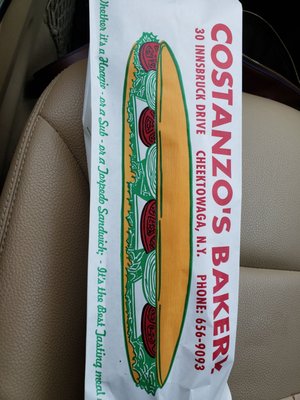 COSTANZO'S BAKERY
30 INNSBRUCK DRIVE CHEEKTOWAGA, N.Y. PHONE: 656-9093
Whether it's a Hoagie - or a Sub - or a Torpedo Sandwich; - It's the Best Tasting meal